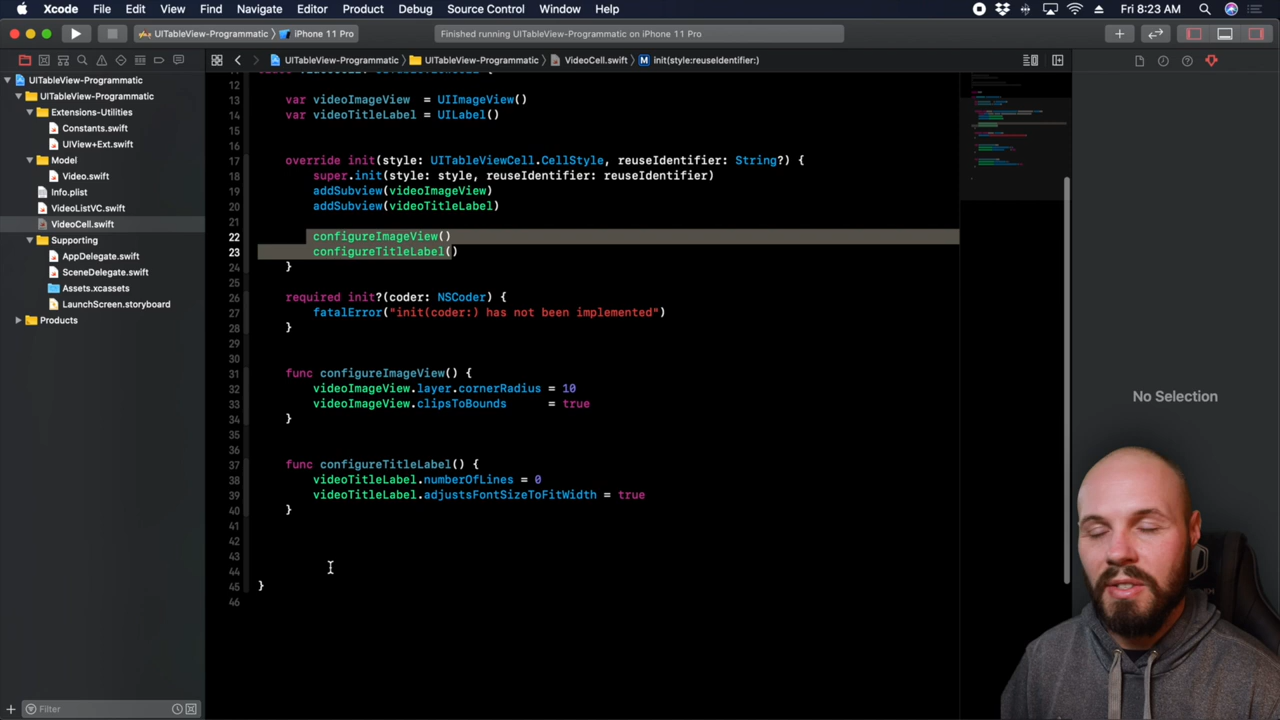 Xcode File Edit View Find Navigate Editor Product Debug Source Control Window Help Fri 8:23 AM
UITableView-Programmatic iPhone 11 Pro Finished running UITableView-Programmatic on iPhone 11 Pro
UITableView-Programmatic UITableView-Programmatic VideoCell.swift M init(style:reuseIdentifier:)
UITableView-Programmatic
UITableView-Programmatic
Extensions-Utilities
Constants.swift
UIView+Ext.swift
Model
Video.swift
Info.plist
VideoListVC.swift
VideoCell.swift
Supporting
AppDelegate.swift
SceneDelegate.swift
Assets.xcassets
LaunchScreen.storyboard
Products
Filter
12
13 var videoImageView = UIImageView()
14 var videoTitleLabel = UILabel()
15
16
17 override init(style: UITableViewCell.CellStyle, reuseIdentifier: String?) {
18 super.init(style: style, reuseIdentifier: reuseIdentifier)
19 addSubview(videoImageView)
20 addSubview(videoTitleLabel)
21
22 configureImageView()
23 configureTitleLabel()
24 }
25
26 required init?(coder: NSCoder) {
27 fatalError("init(coder:) has not been implemented")
28 }
29
30
31 func configureImageView() {
32 videoImageView.layer.cornerRadius = 10
33 videoImageView.clipsToBounds = true
34 }
35
36
37 func configureTitleLabel() {
38 videoTitleLabel.numberOfLines = 0
39 videoTitleLabel.adjustsFontSizeToFitWidth = true
40 }
41
42
43
44
45 }
46
No Selection